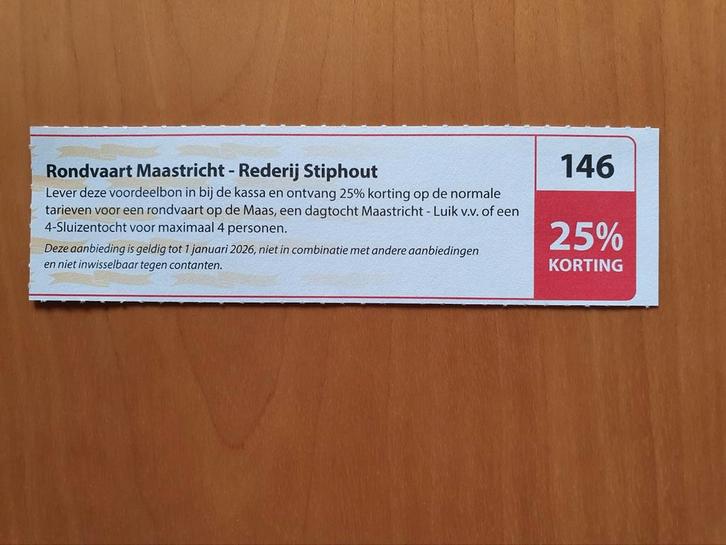 Rondvaart Maastricht - Rederij Stiphout
Lever deze voordeelbon in bij de kassa en ontvang 25% korting op de normale
tarieven voor een rondvaart op de Maas, een dagtocht Maastricht - Luik v.v. of een
4-Sluizentocht voor maximaal 4 personen.
Deze aanbieding is geldig tot 1 januari 2026, niet in combinatie met andere aanbiedingen
en niet inwisselbaar tegen contanten.
146
25%
KORTING